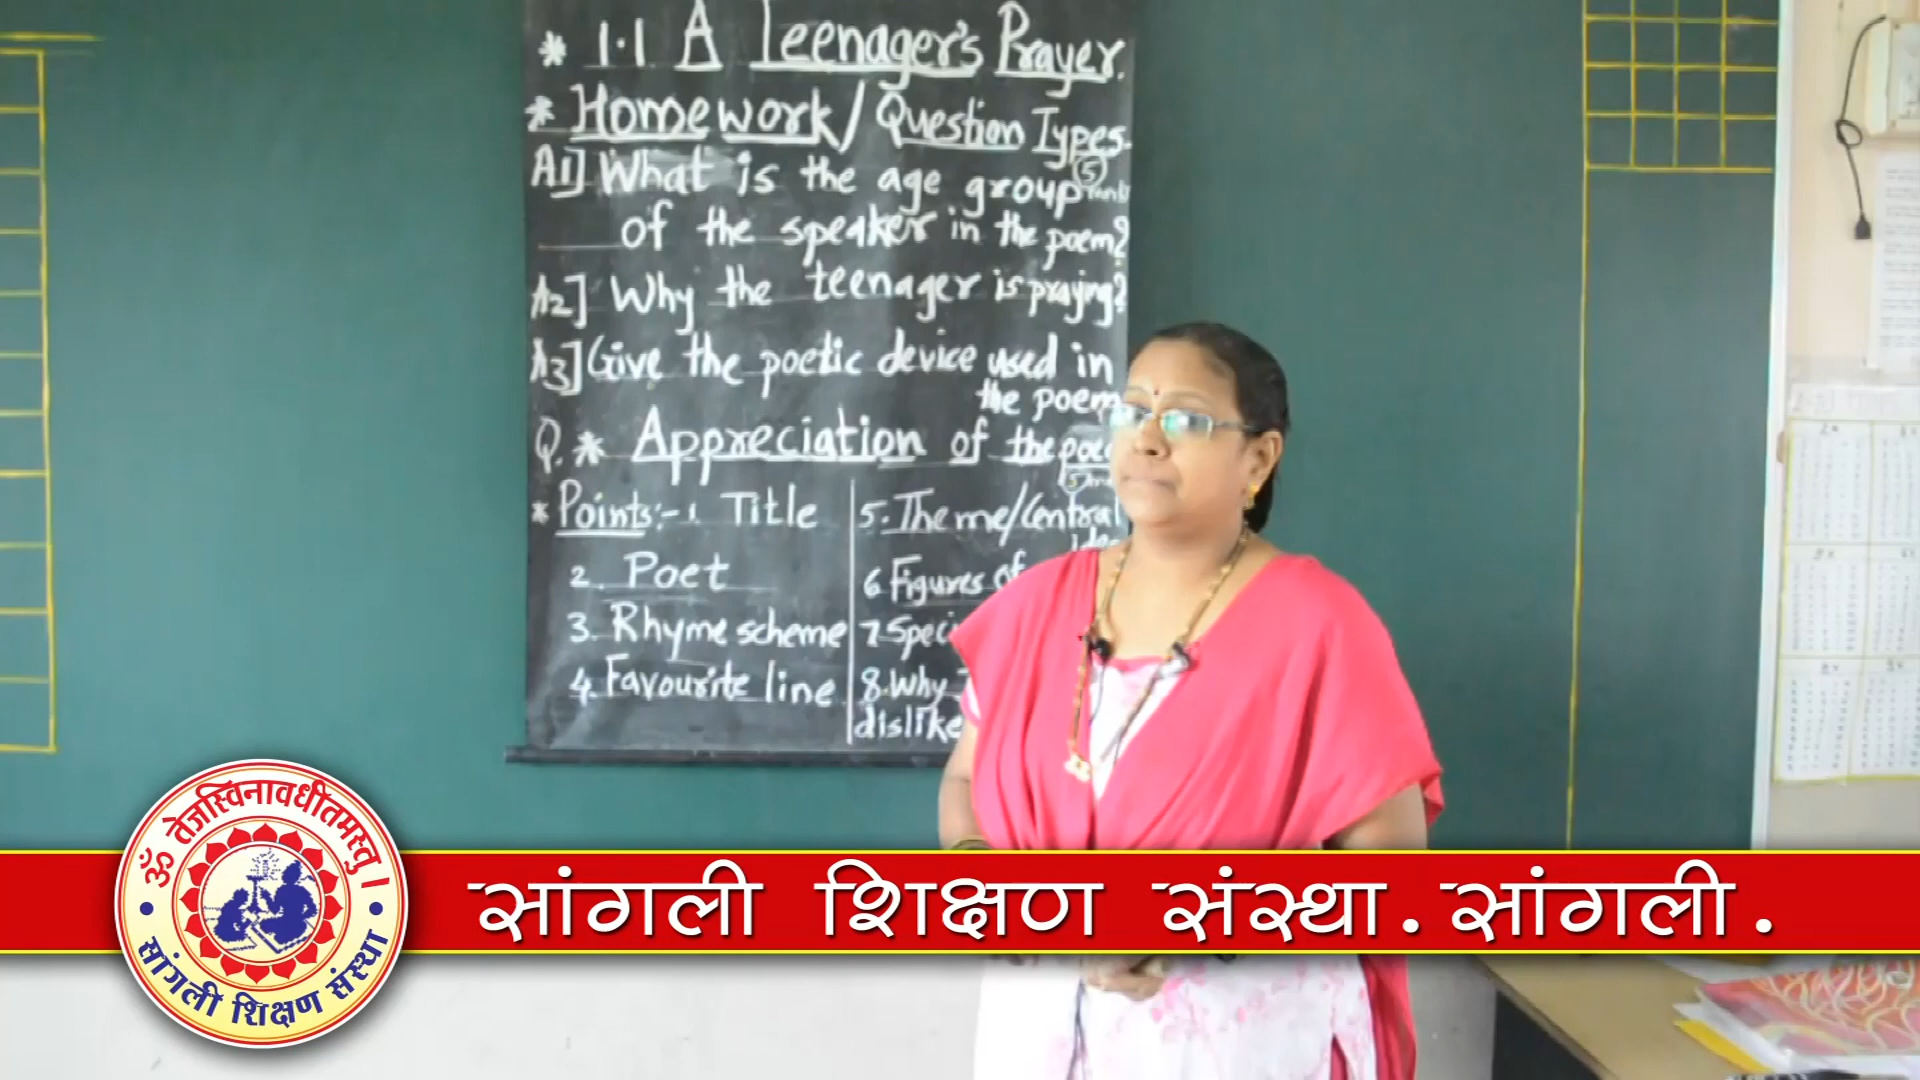 * 1.1 A Teenager's Prayer.
* Homework / Question Types-
A1] What is the age group ⑤
of the speaker in the poem?
A2] Why the teenager is praying?
A3] Give the poetic device used in
the poem
Q. * Appreciation of the
* Points:- 1. Title
2. Poet
3. Rhyme scheme
4. Favourite line
5. Theme/Central
6 Figures of
7
8. Why
dislike
ॐ तेजस्विनावधीतमस्तु ।
सांगली शिक्षण संस्था
सांगली शिक्षण संस्था. सांगली.